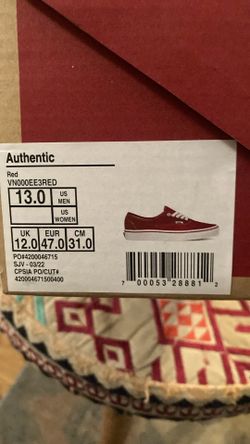 Authentic
Red
VN000EE3RED
13.0 US MEN
US WOMEN
UK EUR CM
12.0 47.0 31.0
PO#4200046715
SJV - 03/22
CPSIA PO/CUT#
420004671500400
7 00053 28881 2